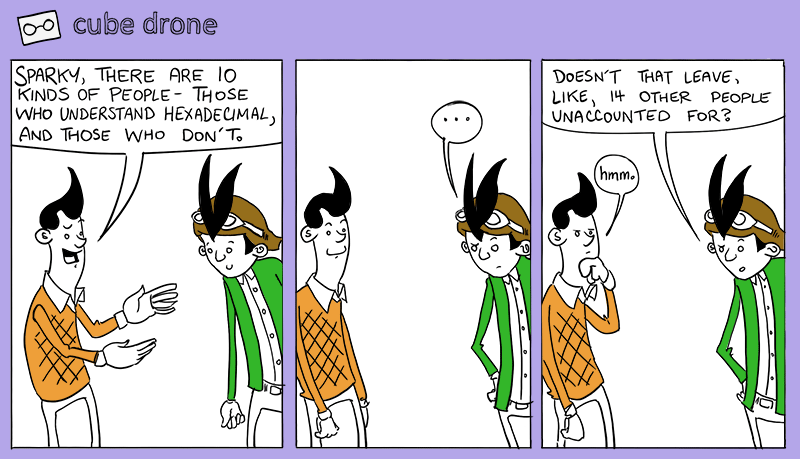 cube drone
SPARKY, THERE ARE 10
KINDS OF PEOPLE - THOSE
WHO UNDERSTAND HEXADECIMAL,
AND THOSE WHO DON'T.
...
DOESN'T THAT LEAVE,
LIKE, 14 OTHER PEOPLE
UNACCOUNTED FOR?
hmm.